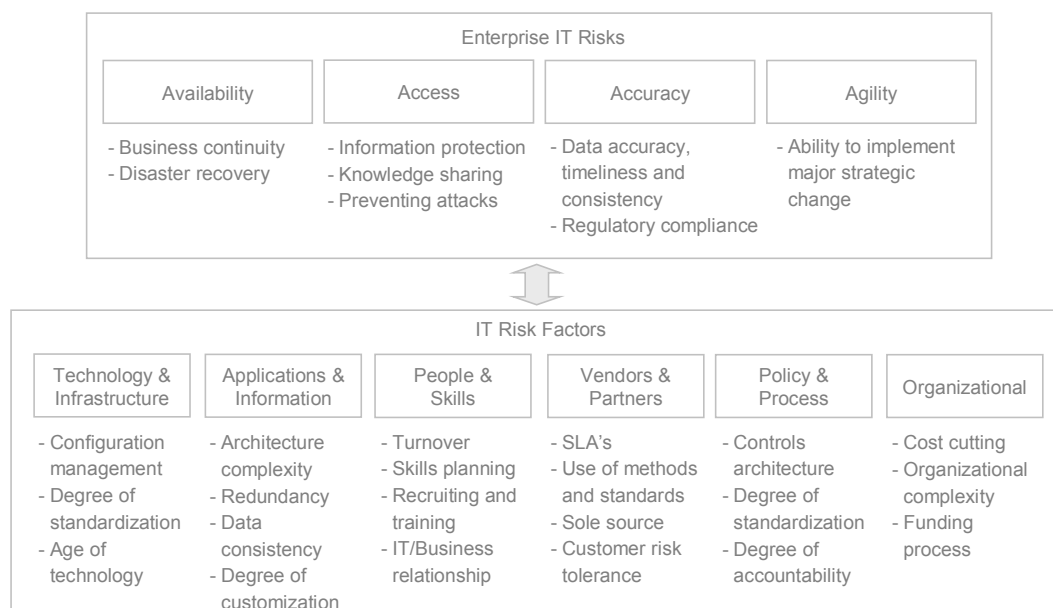 Enterprise IT Risks
Availability
- Business continuity
- Disaster recovery
Access
- Information protection
- Knowledge sharing
- Preventing attacks
Accuracy
- Data accuracy,
timeliness and
consistency
- Regulatory compliance
Agility
- Ability to implement
major strategic
change
IT Risk Factors
Technology &
Infrastructure
- Configuration
management
- Degree of
standardization
- Age of
technology
Applications &
Information
- Architecture
complexity
- Redundancy
- Data
consistency
- Degree of
customization
People &
Skills
- Turnover
- Skills planning
- Recruiting and
training
- IT/Business
relationship
Vendors &
Partners
- SLA's
- Use of methods
and standards
- Sole source
- Customer risk
tolerance
Policy &
Process
- Controls
architecture
- Degree of
standardization
- Degree of
accountability
Organizational
- Cost cutting
- Organizational
complexity
- Funding
process